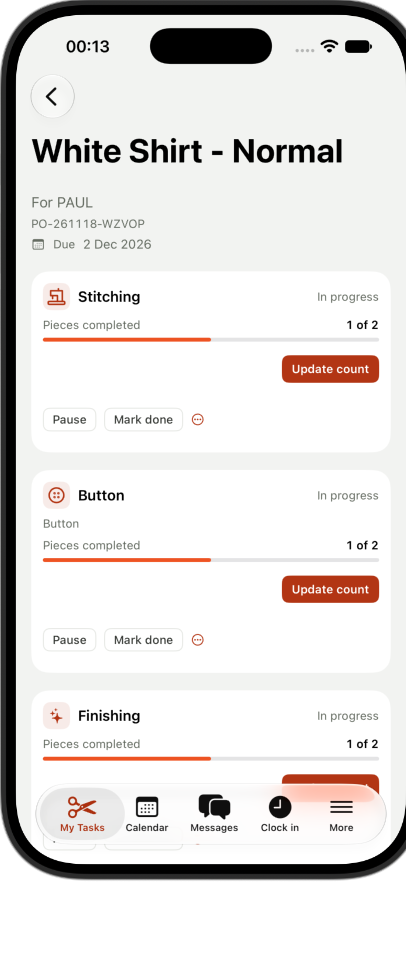 00:13
White Shirt - Normal
For PAUL
PO-261118-WZVOP
Due 2 Dec 2026
Stitching In progress
Pieces completed 1 of 2
Update count
Pause Mark done
Button In progress
Button
Pieces completed 1 of 2
Update count
Pause Mark done
Finishing In progress
Pieces completed 1 of 2
My Tasks Calendar Messages Clock in More